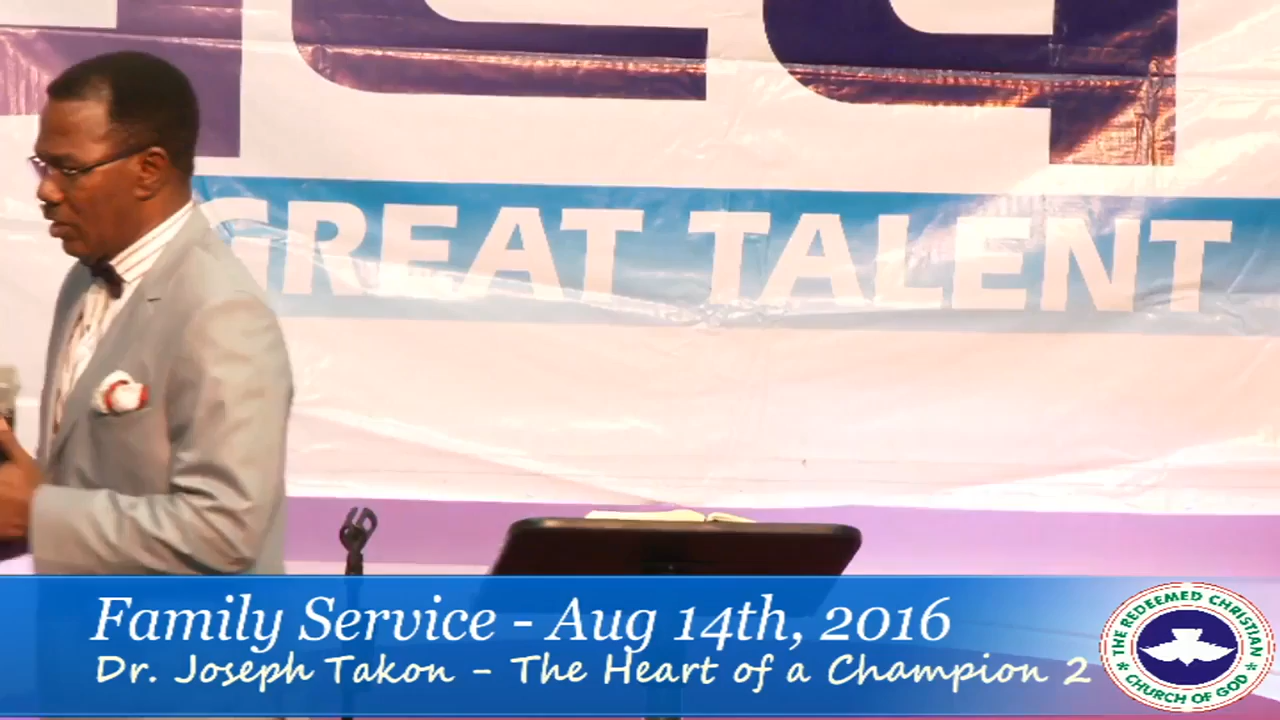 GREAT TALENT
Family Service - Aug 14th, 2016
Dr. Joseph Takon - The Heart of a Champion 2
THE REDEEMED CHRISTIAN
CHURCH OF GOD